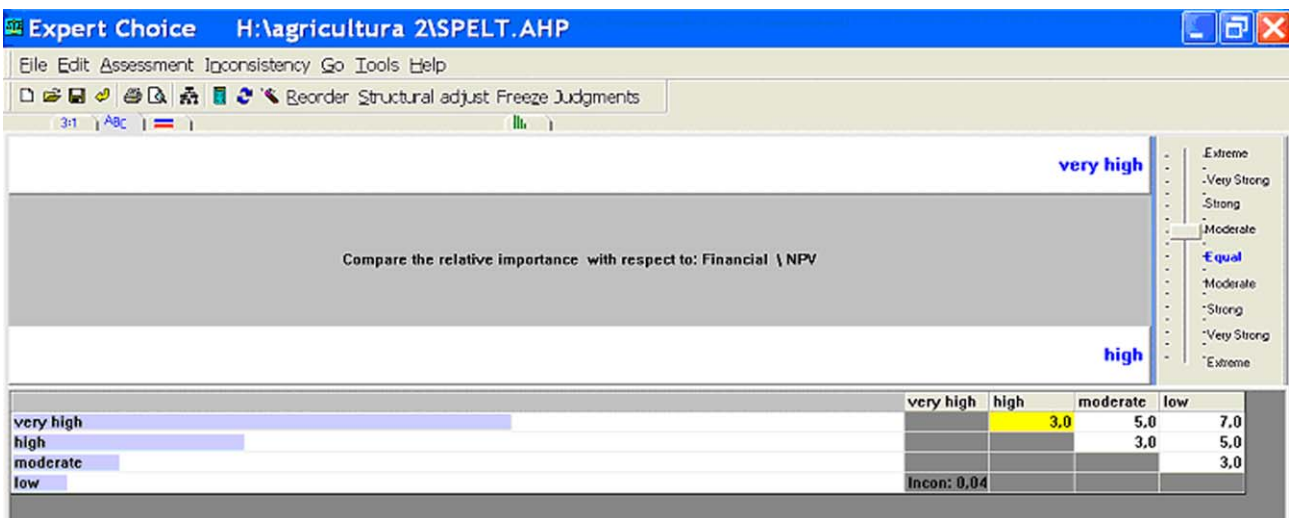 Expert Choice H:\agricultura 2\SPELT.AHP
File Edit Assessment Inconsistency Go Tools Help
Reorder Structural adjust Freeze Judgments
3:1 ABC
very high
Extreme
Very Strong
Strong
Moderate
Compare the relative importance with respect to: Financial \ NPV
Equal
Moderate
Strong
Very Strong
high
Extreme
very high high moderate low
very high 3,0 5,0 7,0
high 3,0 5,0
moderate 3,0
low Incon: 0,04